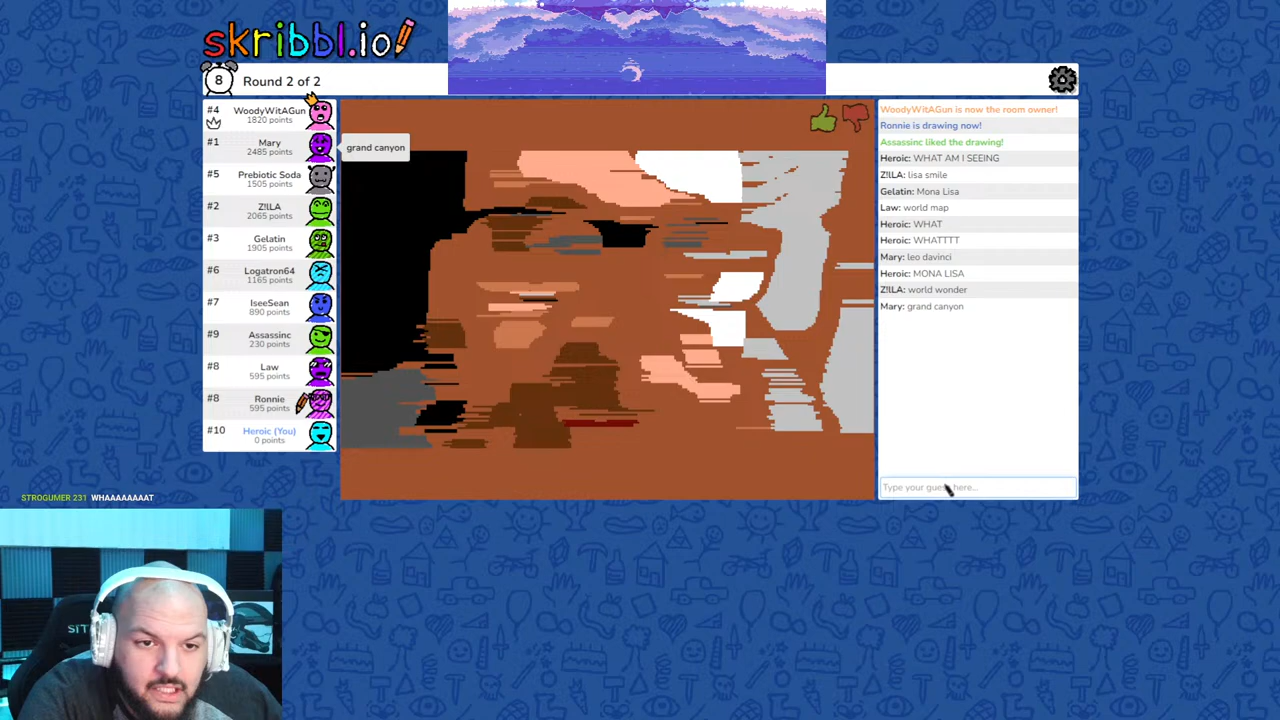 skribbl.io
8
Round 2 of 2
#4
WoodyWitAGun
1820 points
#1
Mary
2485 points
grand canyon
#5
Prebiotic Soda
1505 points
#2
Z!LLA
2065 points
#3
Gelatin
1905 points
#6
Logatron64
1165 points
#7
IseeSean
890 points
#9
Assassinc
230 points
#8
Law
595 points
#8
Ronnie
595 points
#10
Heroic (You)
0 points
WoodyWitAGun is now the room owner!
Ronnie is drawing now!
Assassinc liked the drawing!
Heroic: WHAT AM I SEEING
Z!LLA: lisa smile
Gelatin: Mona Lisa
Law: world map
Heroic: WHAT
Heroic: WHATTTT
Mary: leo davinci
Heroic: MONA LISA
Z!LLA: world wonder
Mary: grand canyon
Type your guess here...
STROGUMER 231 WHAAAAAAAT